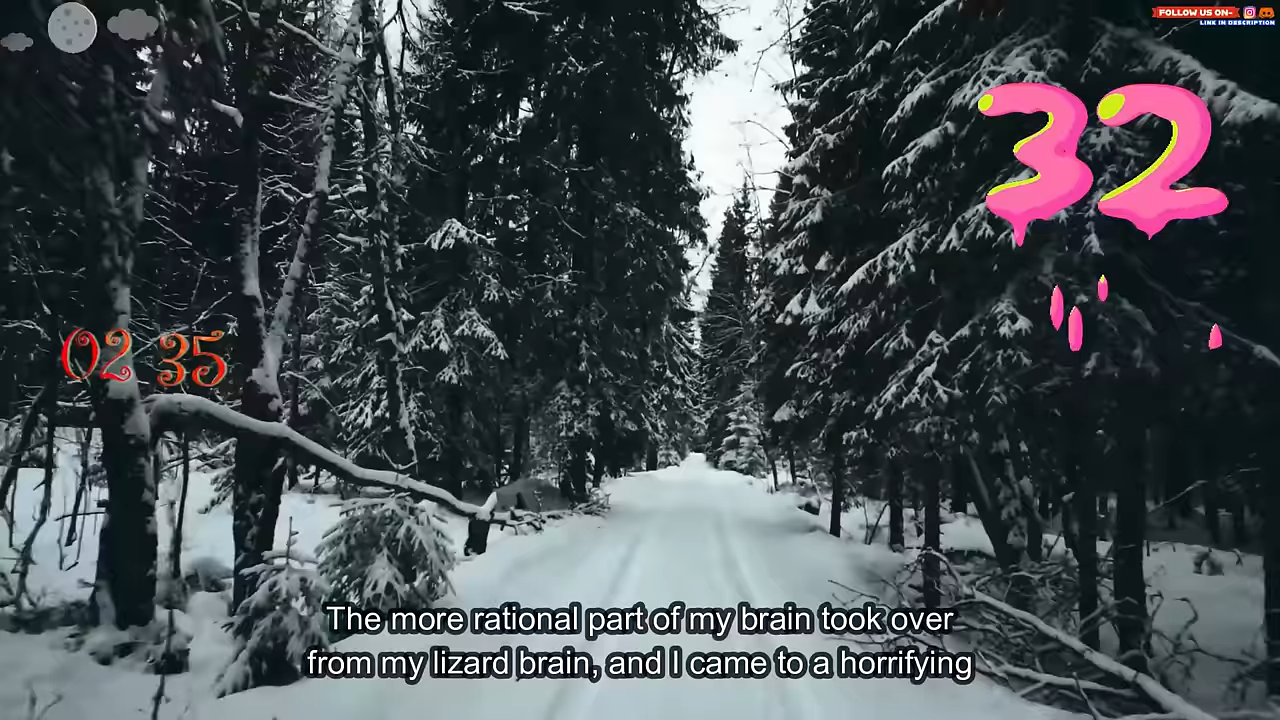 FOLLOW US ON-
LINK IN DESCRIPTION
32
02 35
The more rational part of my brain took over
from my lizard brain, and I came to a horrifying